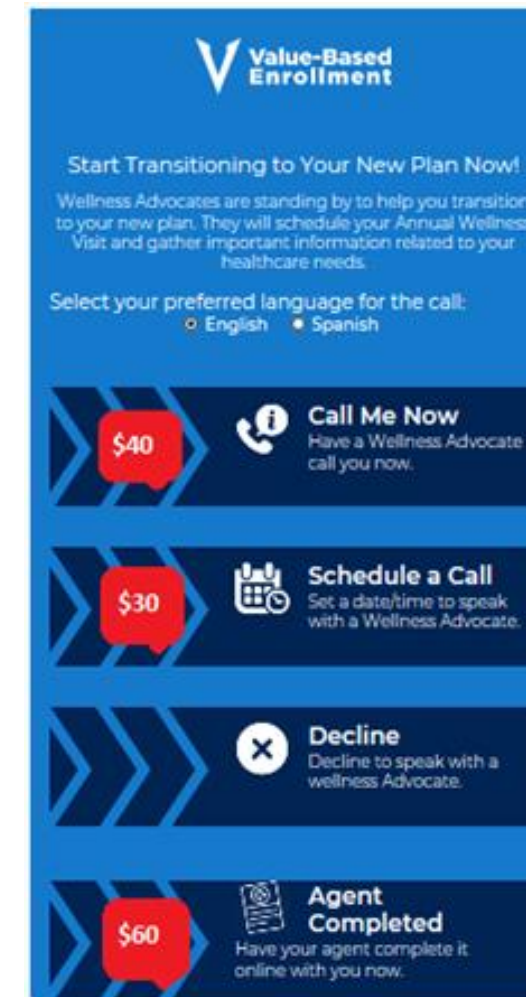 Value-Based
Enrollment
Start Transitioning to Your New Plan Now!
Wellness Advocates are standing by to help you transition
to your new plan. They will schedule your Annual Wellness
Visit and gather important information related to your
healthcare needs.
Select your preferred language for the call:
English Spanish
$40
Call Me Now
Have a Wellness Advocate
call you now.
$30
Schedule a Call
Set a date/time to speak
with a Wellness Advocate.
Decline
Decline to speak with a
wellness Advocate.
$60
Agent
Completed
Have your agent complete it
online with you now.